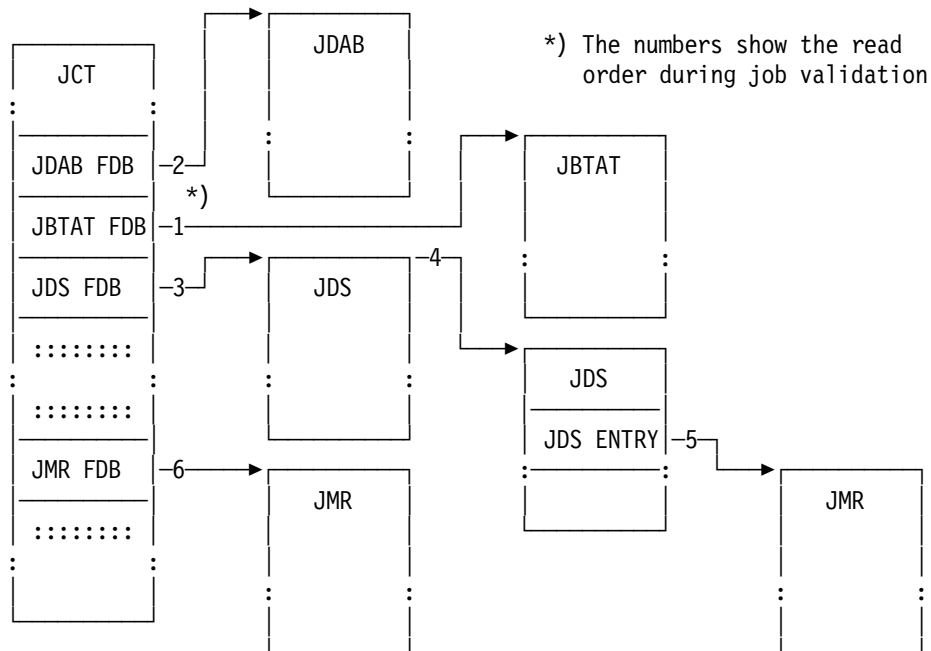 JDAB
*) The numbers show the read
order during job validation
JCT
JDAB FDB
2
JBTAT
*)
JBTAT FDB
1
4
JDS FDB
3
JDS
::::::::
JDS
::::::::
JDS ENTRY
5
JMR FDB
6
JMR
JMR
::::::::